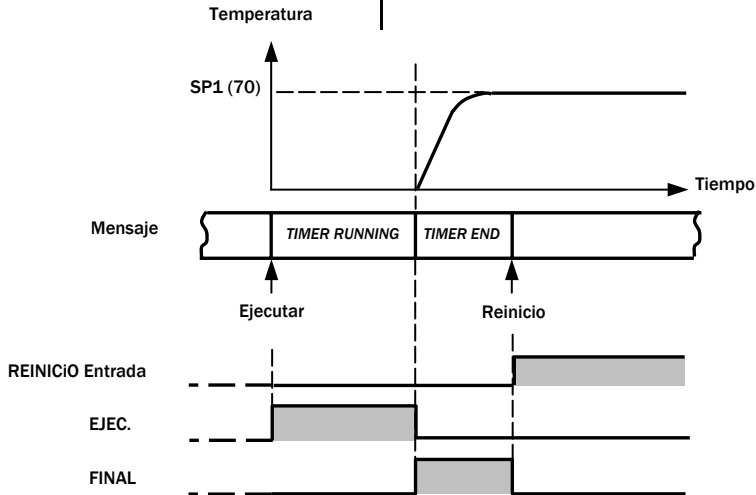 Temperatura
SP1 (70)
Tiempo
Mensaje
TIMER RUNNING
TIMER END
Ejecutar
Reinicio
REINICiO Entrada
EJEC.
FINAL